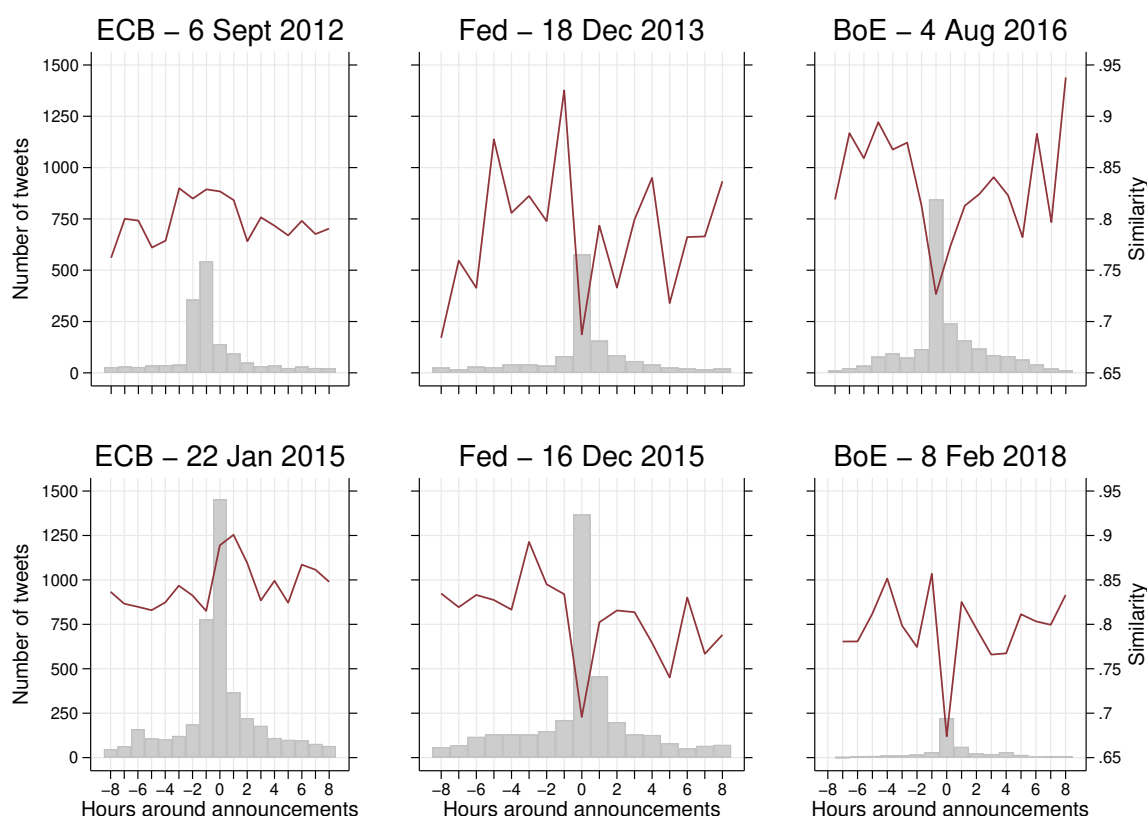 ECB – 6 Sept 2012
Fed – 18 Dec 2013
BoE – 4 Aug 2016
Number of tweets
1500
1250
1000
750
500
250
0
.95
.9
.85
.8
.75
.7
.65
Similarity
ECB – 22 Jan 2015
Fed – 16 Dec 2015
BoE – 8 Feb 2018
Number of tweets
1500
1250
1000
750
500
250
0
.95
.9
.85
.8
.75
.7
.65
Similarity
−8 −6 −4 −2 0 2 4 6 8
−8 −6 −4 −2 0 2 4 6 8
−8 −6 −4 −2 0 2 4 6 8
Hours around announcements
Hours around announcements
Hours around announcements